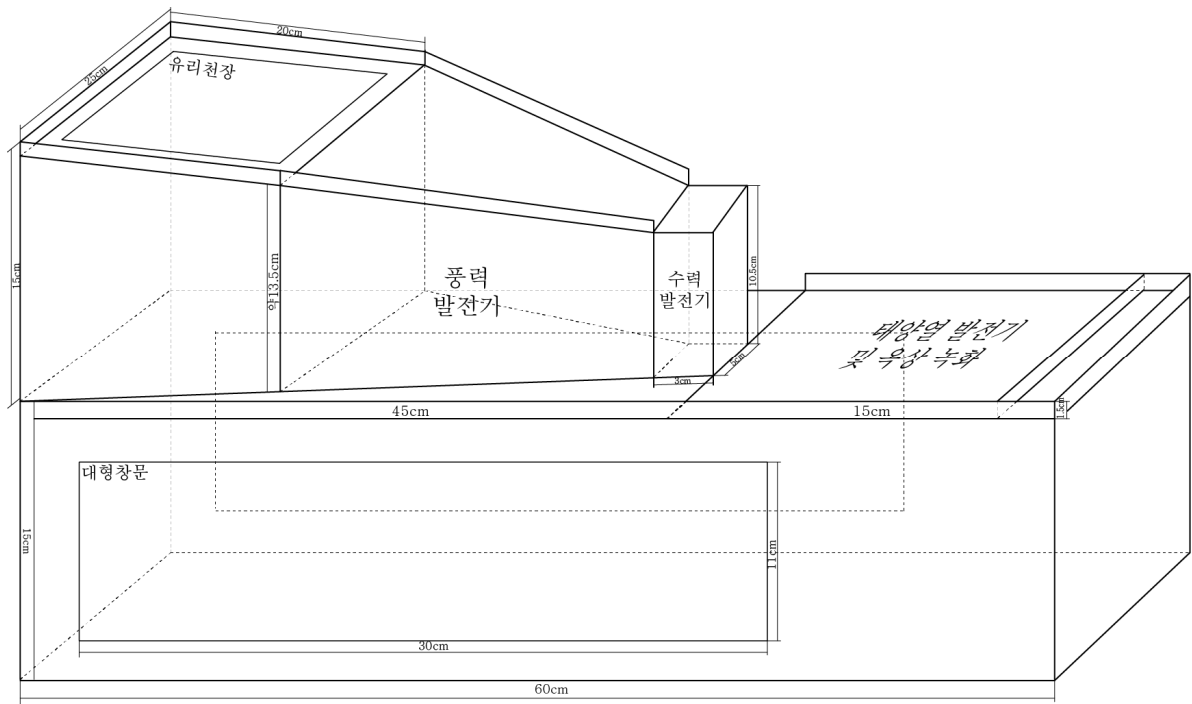 20cm
25cm
유리천장
15cm
약13.5cm
풍력
발전기
수력
발전기
10.5cm
3cm
5cm
태양열 발전기
및 옥상 녹화
45cm
15cm
1.5cm
대형창문
15cm
11cm
30cm
60cm